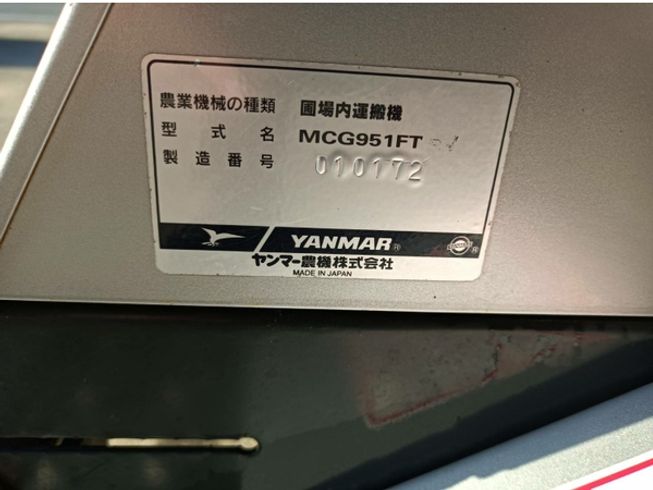 農業機械の種類 圃場内運搬機
型式名 MCG951FT
製造番号 010172
YANMAR ®
ヤンマー農機株式会社
MADE IN JAPAN